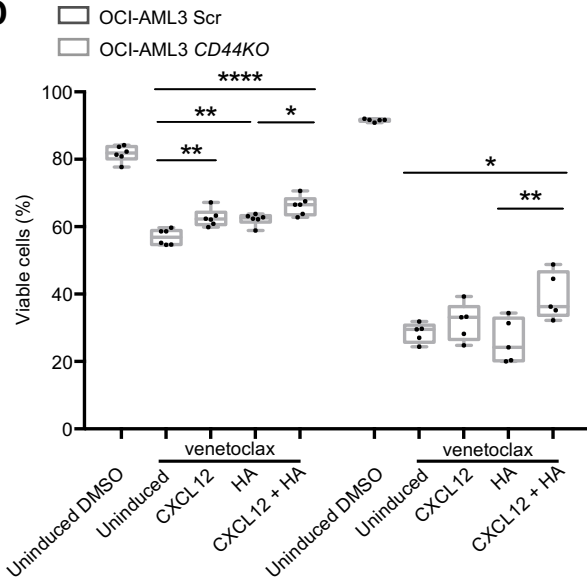 OCI-AML3 Scr
OCI-AML3 CD44KO
****
** *
**
*
**
100
80
60
40
20
0
Viable cells (%)
venetoclax venetoclax
Uninduced DMSO
Uninduced
CXCL12
HA
CXCL12 + HA
Uninduced DMSO
Uninduced
CXCL12
HA
CXCL12 + HA